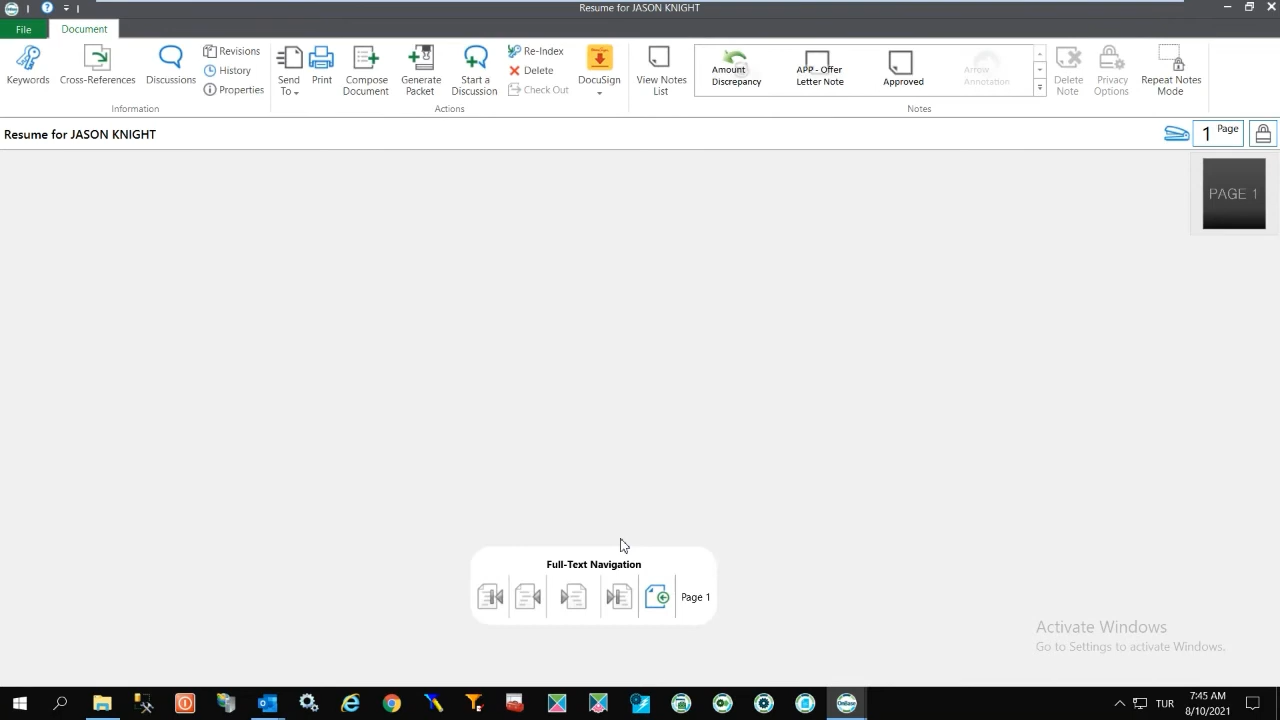 Resume for JASON KNIGHT
File
Document
Keywords
Cross-References
Discussions
Revisions
History
Properties
Information
Send
To
Print
Compose
Document
Generate
Packet
Start a
Discussion
Re-Index
Delete
Check Out
DocuSign
Actions
View Notes
List
Amount
Discrepancy
APP - Offer
Letter Note
Approved
Arrow
Annotation
Delete
Note
Privacy
Options
Repeat Notes
Mode
Notes
Resume for JASON KNIGHT
1 Page
PAGE 1
Full-Text Navigation
Page 1
Activate Windows
Go to Settings to activate Windows.
TUR
7:45 AM
8/10/2021